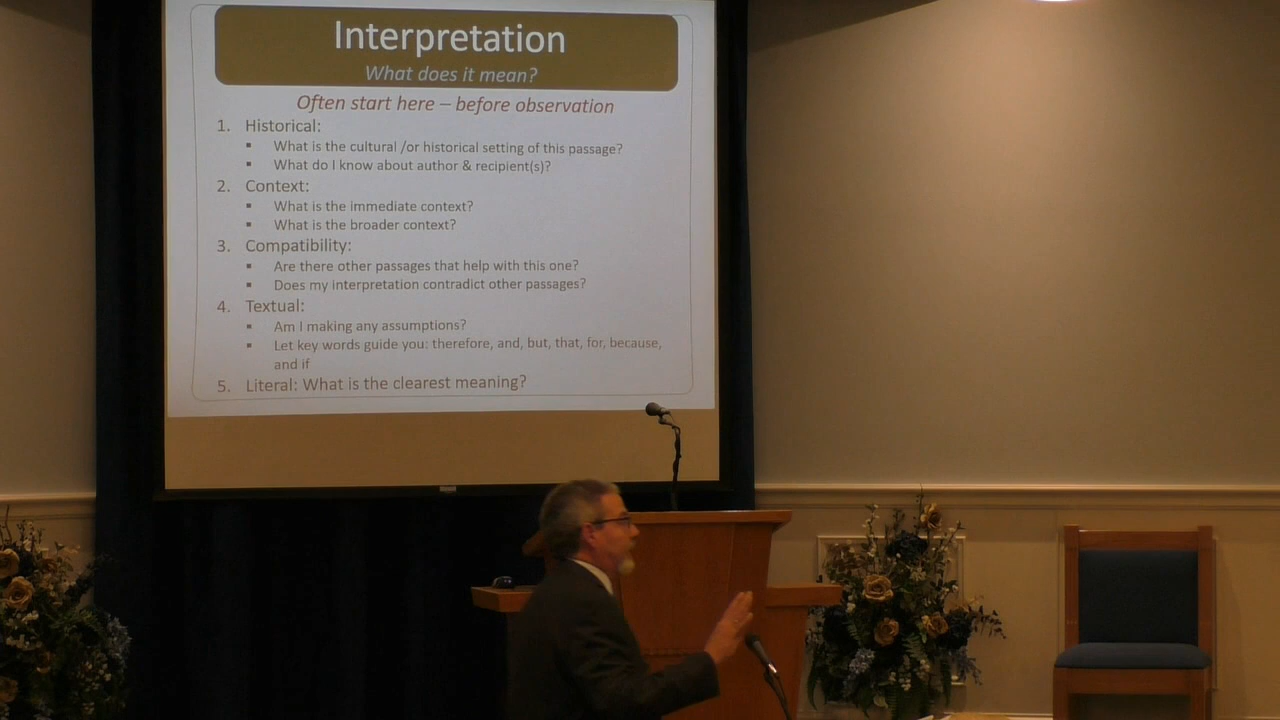 Interpretation
What does it mean?
Often start here – before observation
1. Historical:
▪ What is the cultural /or historical setting of this passage?
▪ What do I know about author & recipient(s)?
2. Context:
▪ What is the immediate context?
▪ What is the broader context?
3. Compatibility:
▪ Are there other passages that help with this one?
▪ Does my interpretation contradict other passages?
4. Textual:
▪ Am I making any assumptions?
▪ Let key words guide you: therefore, and, but, that, for, because,
and if
5. Literal: What is the clearest meaning?